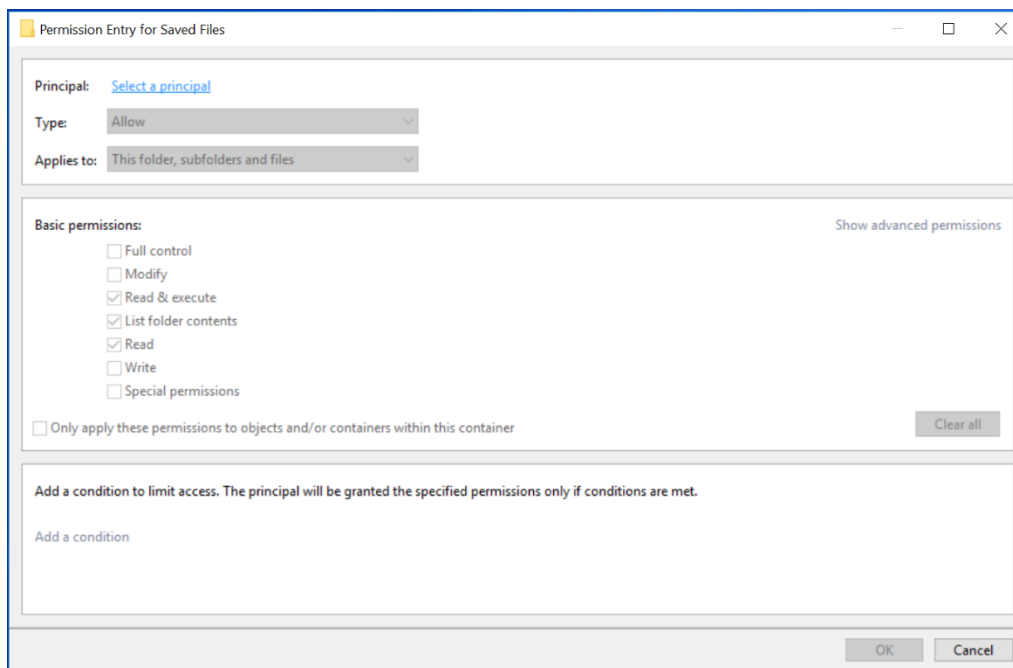 Permission Entry for Saved Files
Principal: Select a principal
Type: Allow
Applies to: This folder, subfolders and files
Basic permissions: Show advanced permissions
Full control
Modify
Read & execute
List folder contents
Read
Write
Special permissions
Only apply these permissions to objects and/or containers within this container Clear all
Add a condition to limit access. The principal will be granted the specified permissions only if conditions are met.
Add a condition
OK Cancel